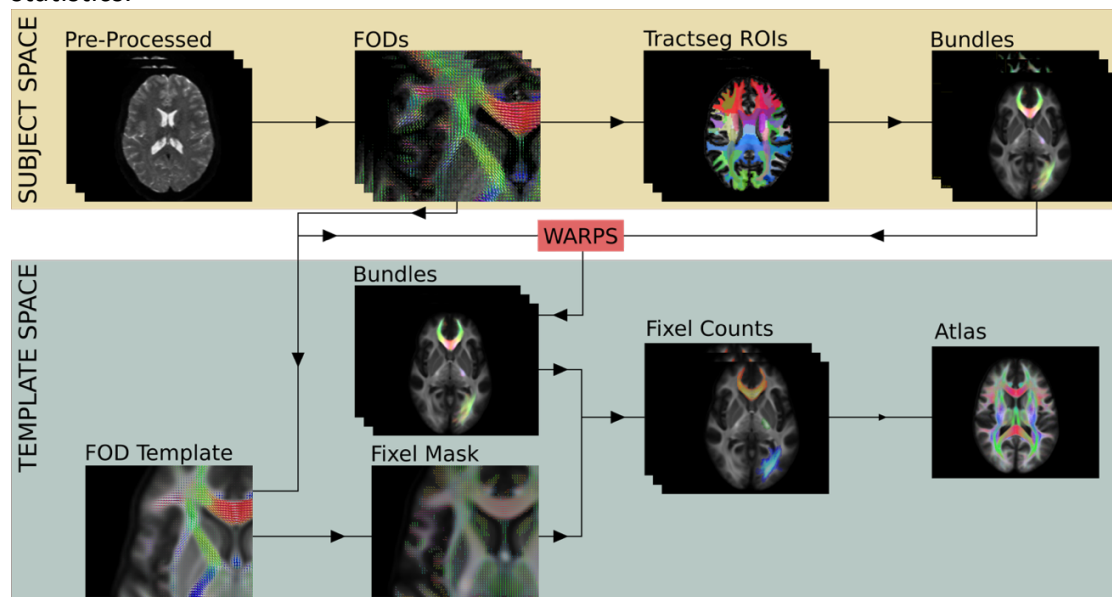 statistics.
SUBJECT SPACE
Pre-Processed
FODs
Tractseg ROIs
Bundles
WARPS
TEMPLATE SPACE
Bundles
Fixel Counts
Atlas
FOD Template
Fixel Mask